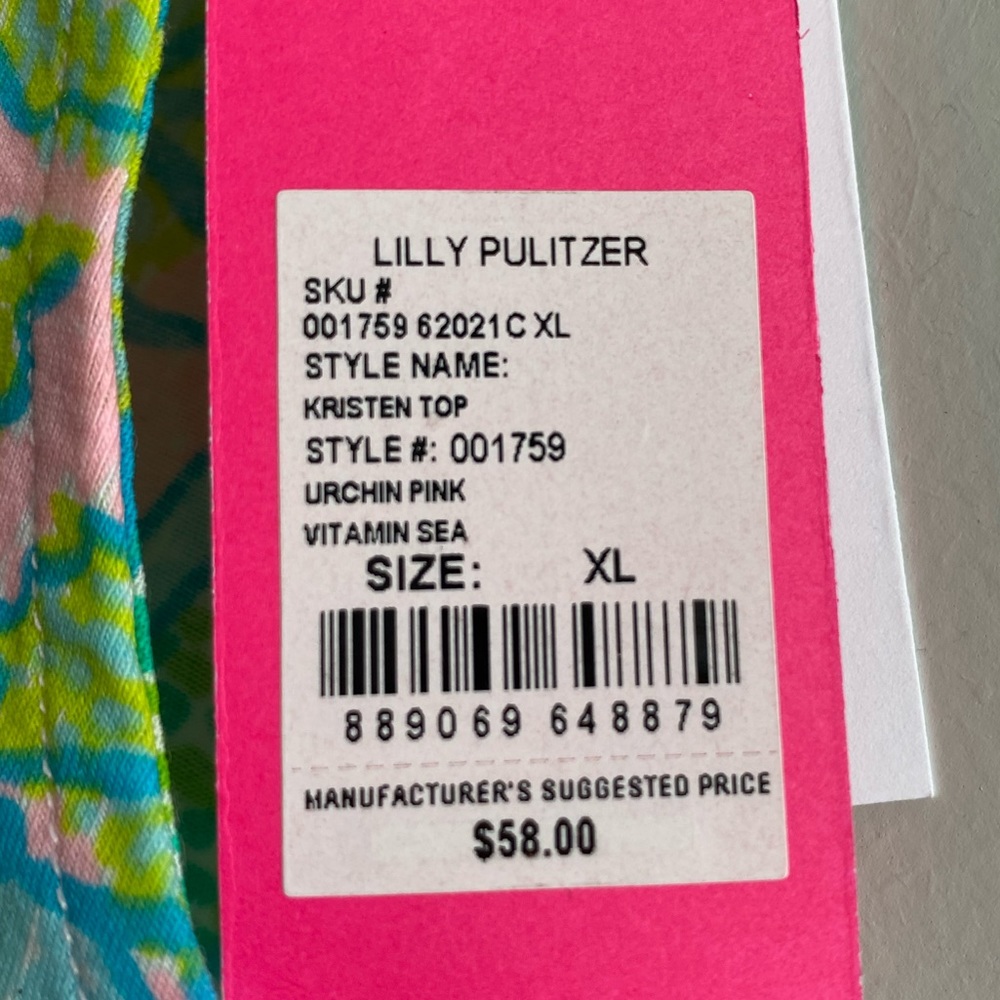 LILLY PULITZER
SKU #
001759 62021C XL
STYLE NAME:
KRISTEN TOP
STYLE #: 001759
URCHIN PINK
VITAMIN SEA
SIZE: XL
889069 648879
MANUFACTURER'S SUGGESTED PRICE
$58.00